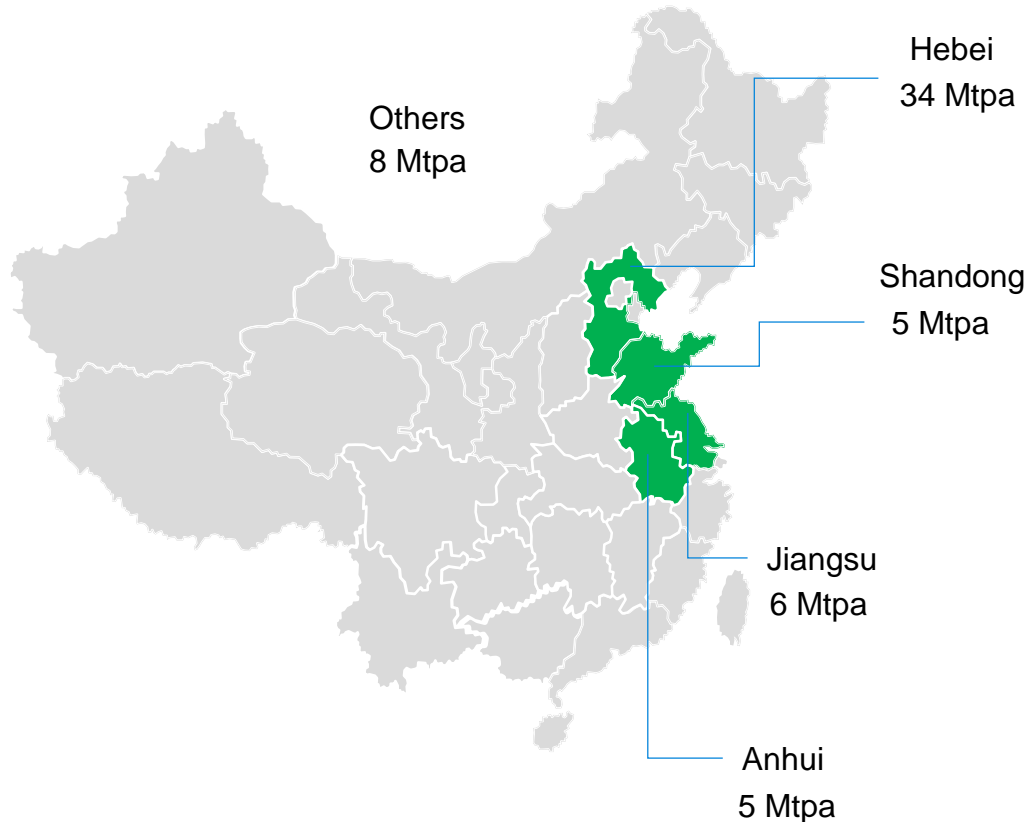 Hebei
34 Mtpa
Others
8 Mtpa
Shandong
5 Mtpa
Jiangsu
6 Mtpa
Anhui
5 Mtpa